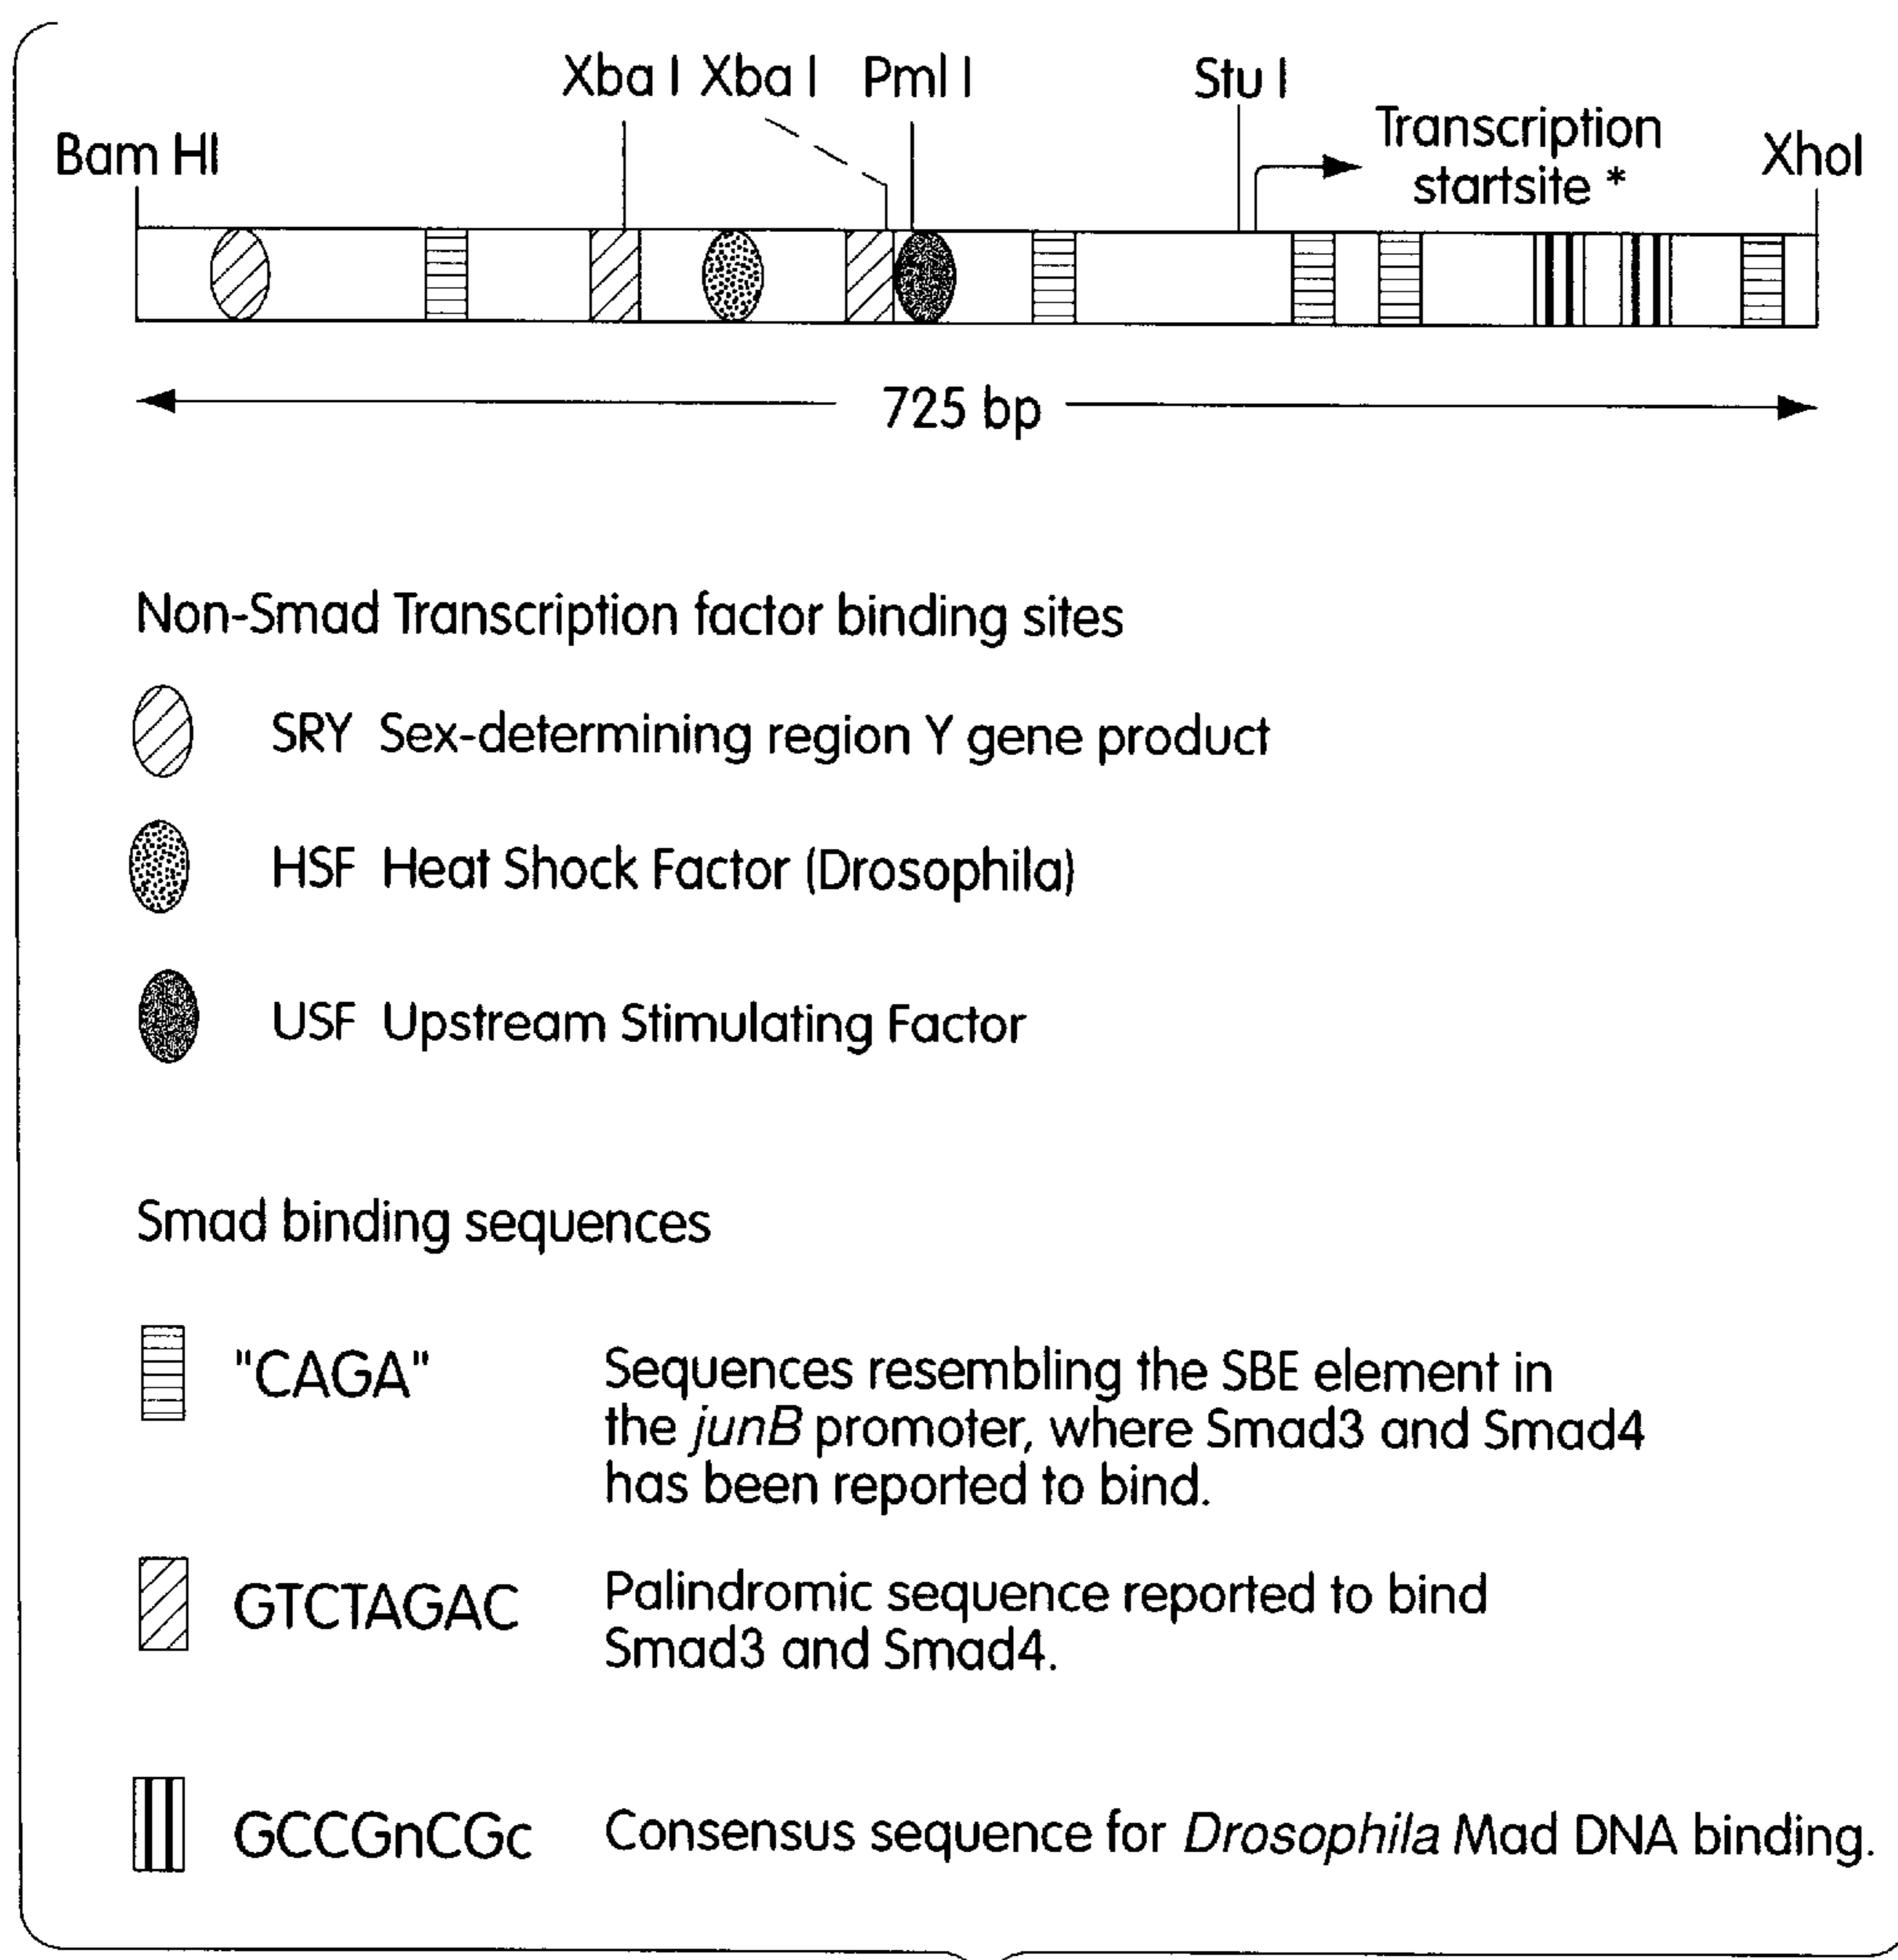 Xba I Xba I Pml I Stu I
Bam HI
Transcription
startsite *
XhoI
725 bp
Non-Smad Transcription factor binding sites
SRY Sex-determining region Y gene product
HSF Heat Shock Factor (Drosophila)
USF Upstream Stimulating Factor
Smad binding sequences
"CAGA" Sequences resembling the SBE element in
the junB promoter, where Smad3 and Smad4
has been reported to bind.
GTCTAGAC Palindromic sequence reported to bind
Smad3 and Smad4.
GCCGnCGc Consensus sequence for Drosophila Mad DNA binding.